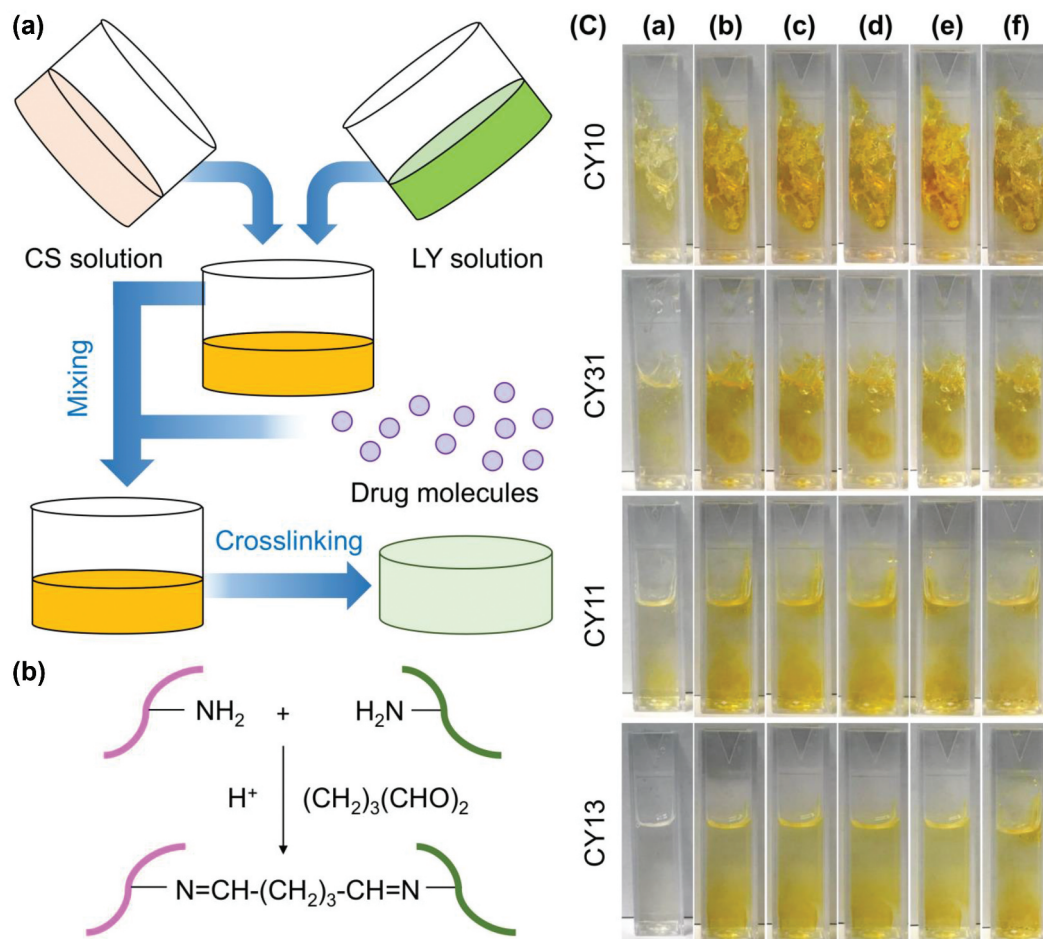 (a)
CS solution
LY solution
Mixing
Drug molecules
Crosslinking
(b)
NH₂ + H₂N
H⁺ (CH₂)₃(CHO)₂
N=CH-(CH₂)₃-CH=N
(C) (a) (b) (c) (d) (e) (f)
CY10
CY31
CY11
CY13